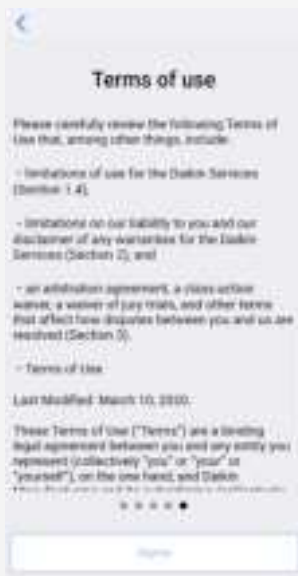 Terms of use
Please carefully review the following Terms of
Use that, among other things, include:
- limitations of use for the Daikin Services
(Section 1.4),
- limitations on our liability to you and our
disclaimer of any warranties for the Daikin
Services (Section 2), and
- an arbitration agreement, a class action
waiver, a waiver of jury trials, and other terms
that affect how disputes between you and us are
resolved (Section 3).
- Terms of Use
Last Modified: March 10, 2020.
These Terms of Use ("Terms") are a binding
legal agreement between you and any entity you
represent (collectively "you" or "your" or
"yourself"), on the one hand, and Daikin